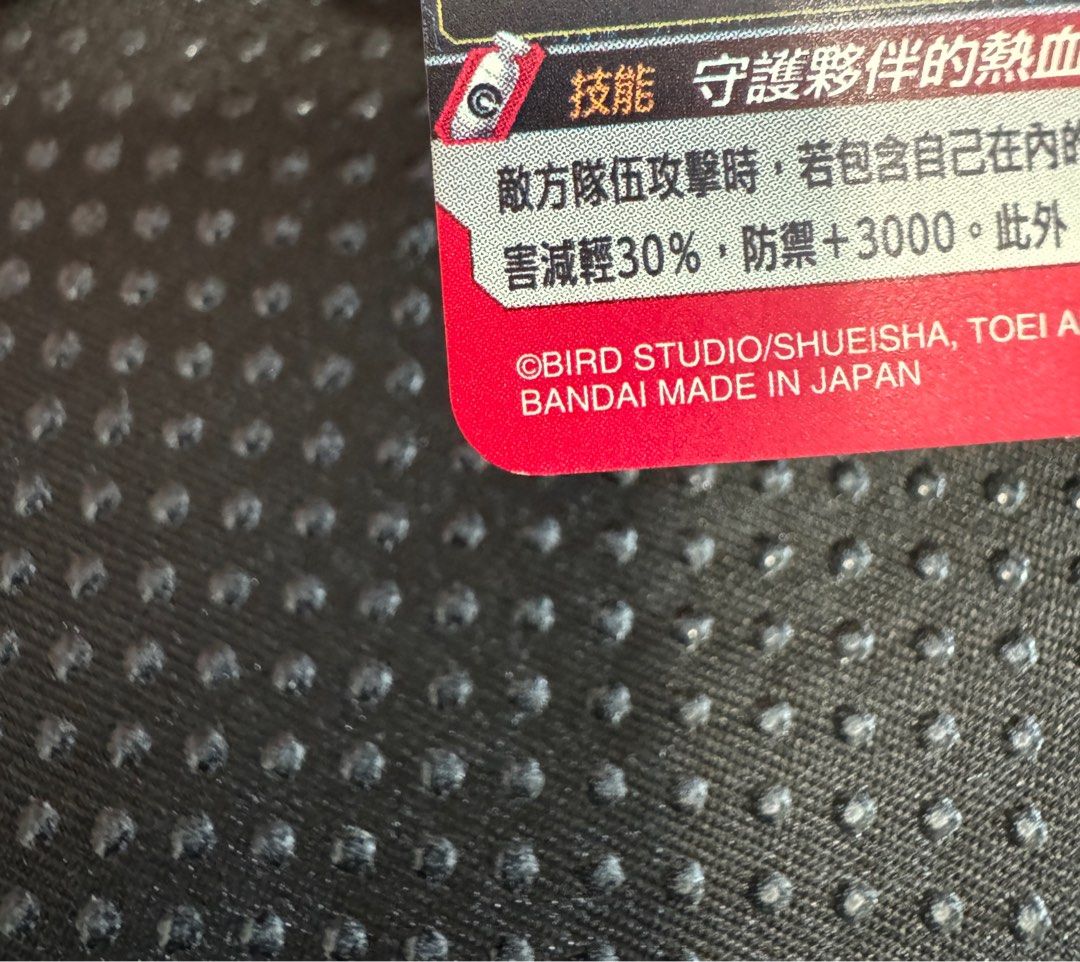 技能 守護夥伴的熱血
敵方隊伍攻擊時，若包含自己在內的
害減輕30%，防禦＋3000。此外
©BIRD STUDIO/SHUEISHA, TOEI A
BANDAI MADE IN JAPAN